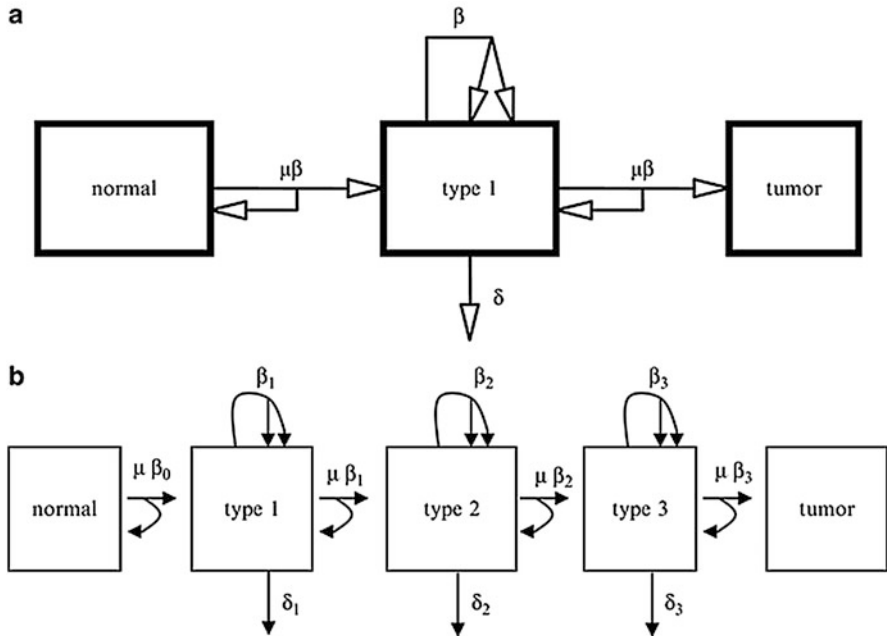 a
β
normal
μβ
type 1
μβ
tumor
δ
b
β₁
β₂
β₃
normal
μ β₀
type 1
μ β₁
type 2
μ β₂
type 3
μ β₃
tumor
δ₁
δ₂
δ₃